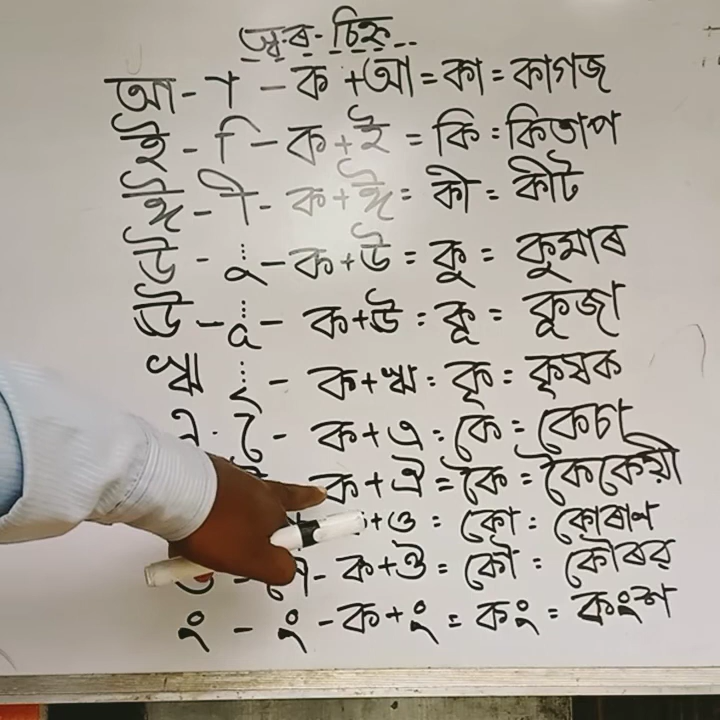 স্বৰ-চিহ্ন...
আ - া - ক + আ = কা = কাগজ
ই - ি - ক + ই = কি = কিতাপ
ঈ - ী - ক + ঈ = কী = কীট
উ - ু - ক + উ = কু = কুমাৰ
ঊ - ূ - ক + ঊ = কূ = কূজা
ঋ ৃ - ক + ঋ = কৃ = কৃষক
এ - ে - ক + এ = কে = কেচা
ক + ঐ = কৈ = কৈকেয়ী
+ ও = কো = কোৰাণ
- ক + ঔ = কৌ = কৌৰৱ
ং - ং - ক + ং = কং = কংশ